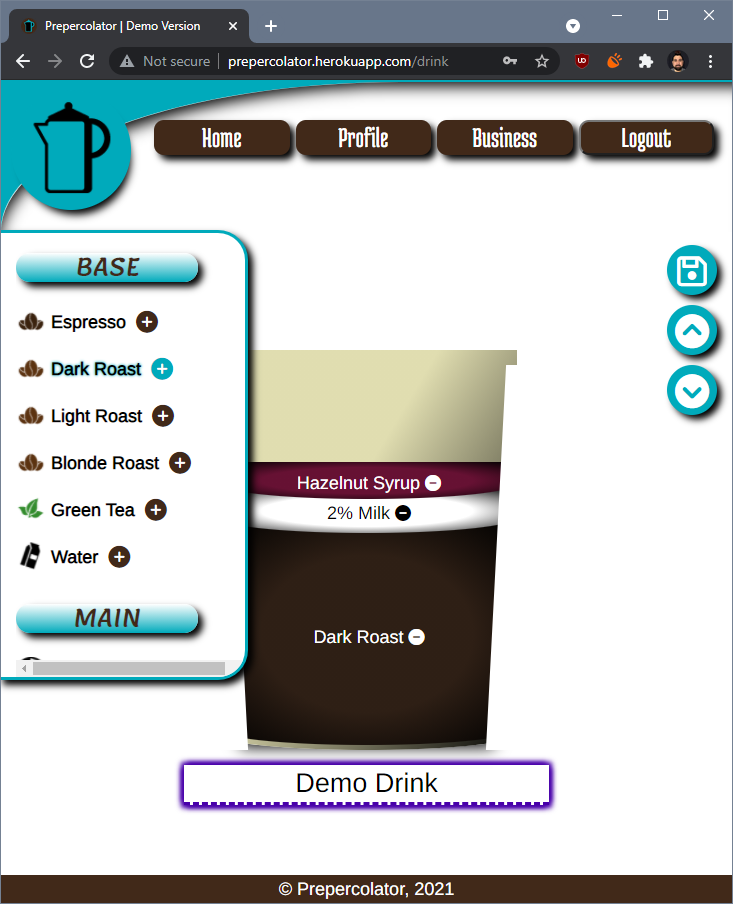 Prepercolator | Demo Version
Not secure | prepercolator.herokuapp.com/drink
Home Profile Business Logout
BASE
Espresso
Dark Roast
Light Roast
Blonde Roast
Green Tea
Water
MAIN
Hazelnut Syrup
2% Milk
Dark Roast
Demo Drink
© Prepercolator, 2021